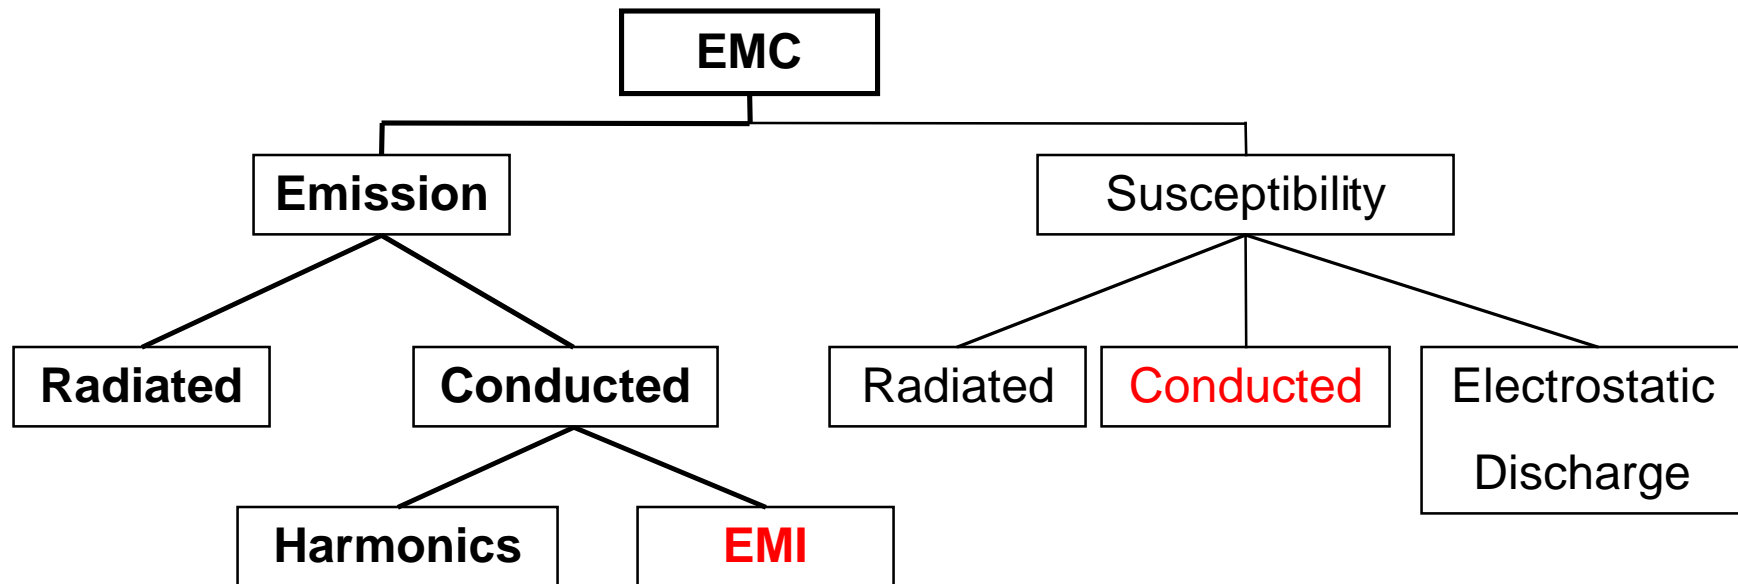 EMC
Emission
Susceptibility
Radiated
Conducted
Radiated
Conducted
Electrostatic
Discharge
Harmonics
EMI